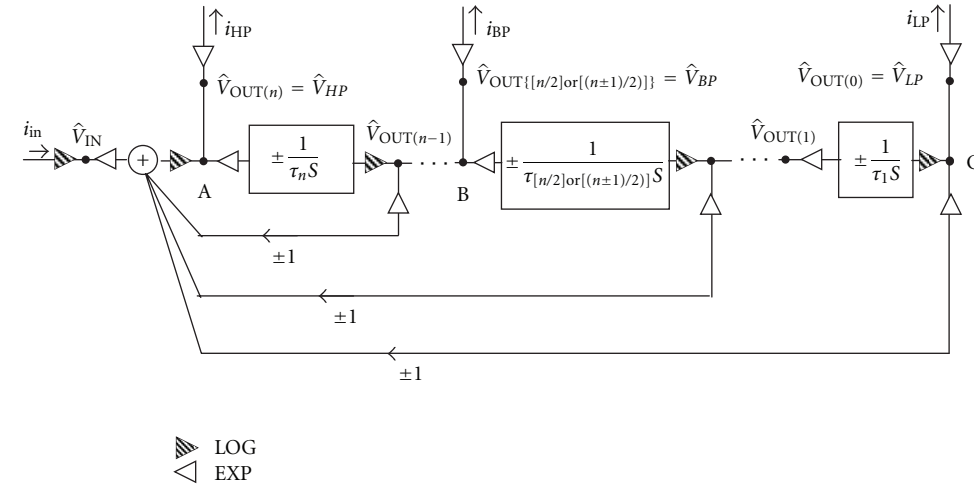 i_HP
i_BP
i_LP
V̂_OUT(n) = V̂_HP
V̂_OUT{[n/2]or[(n±1)/2)]} = V̂_BP
V̂_OUT(0) = V̂_LP
i_in
V̂_IN
+
A
± 1/(τ_n S)
V̂_OUT(n−1)
· · ·
B
± 1/(τ_[n/2]or[(n±1)/2)] S)
· · ·
V̂_OUT(1)
± 1/(τ_1 S)
C
±1
±1
±1
LOG
EXP